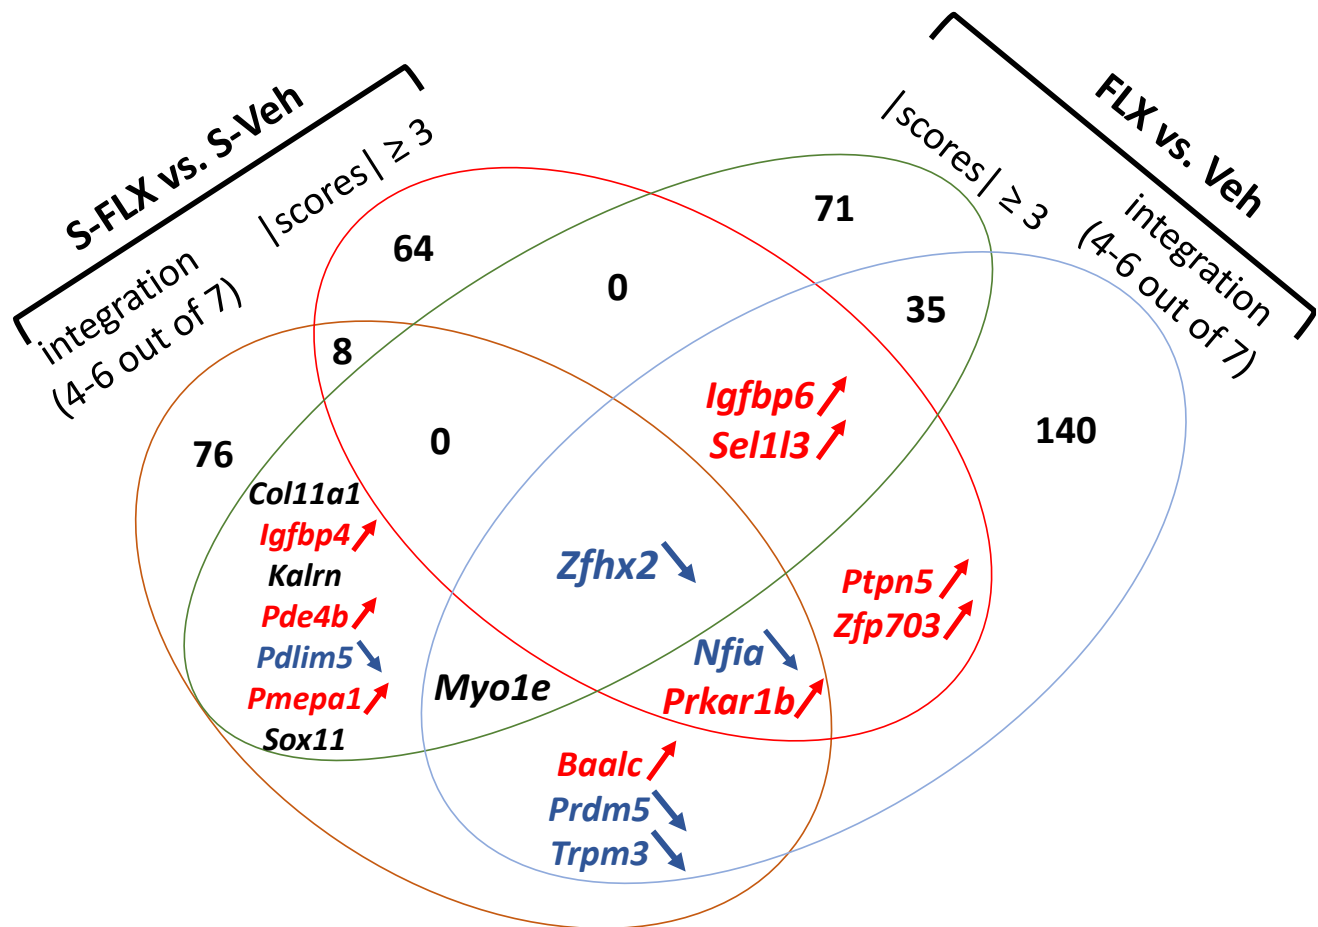 S-FLX vs. S-Veh
integration
(4-6 out of 7)
|scores| ≥ 3
FLX vs. Veh
|scores| ≥ 3
integration
(4-6 out of 7)
64
71
0
35
8
76
0
140
Igfbp6
Sel1l3
Col11a1
Igfbp4
Kalrn
Pde4b
Pdlim5
Pmepa1
Sox11
Zfhx2
Ptpn5
Zfp703
Nfia
Prkar1b
Myo1e
Baalc
Prdm5
Trpm3